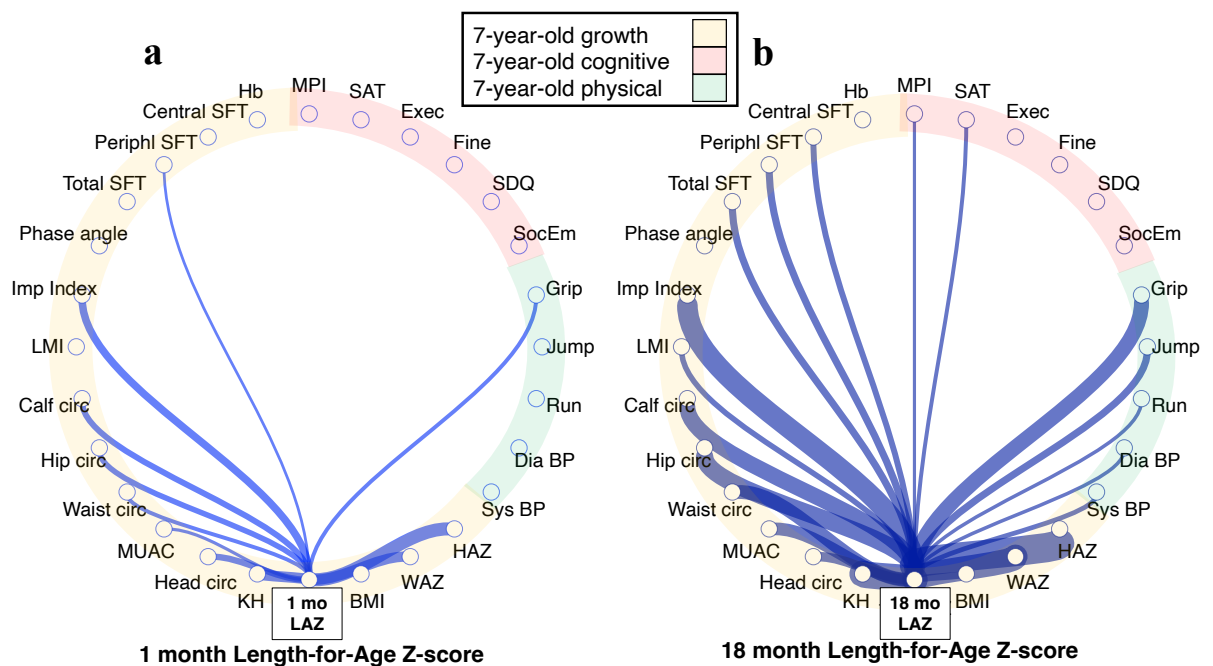 7-year-old growth
7-year-old cognitive
7-year-old physical
a
MPI
SAT
Exec
Fine
SDQ
SocEm
Grip
Jump
Run
Dia BP
Sys BP
HAZ
WAZ
BMI
1 mo
LAZ
KH
Head circ
MUAC
Waist circ
Hip circ
Calf circ
LMI
Imp Index
Phase angle
Total SFT
Periphl SFT
Central SFT
Hb
1 month Length-for-Age Z-score
b
MPI
SAT
Exec
Fine
SDQ
SocEm
Grip
Jump
Run
Dia BP
Sys BP
HAZ
WAZ
BMI
18 mo
LAZ
KH
Head circ
MUAC
Waist circ
Hip circ
Calf circ
LMI
Imp Index
Phase angle
Total SFT
Periphl SFT
Central SFT
Hb
18 month Length-for-Age Z-score